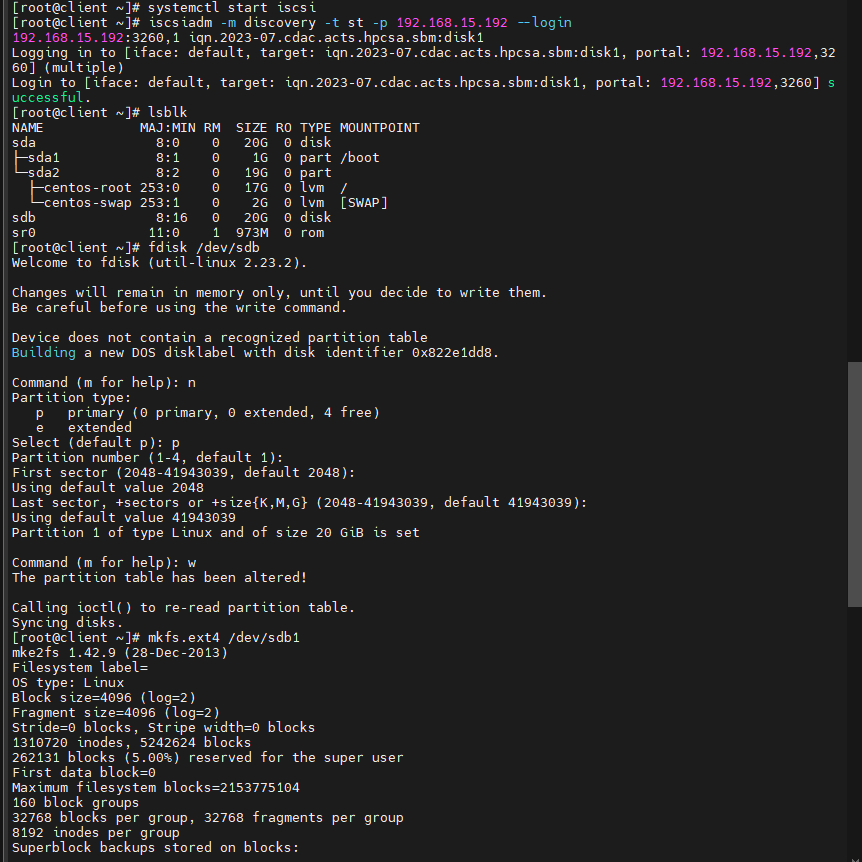 [root@client ~]# systemctl start iscsi
[root@client ~]# iscsiadm -m discovery -t st -p 192.168.15.192 --login
192.168.15.192:3260,1 iqn.2023-07.cdac.acts.hpcsa.sbm:disk1
Logging in to [iface: default, target: iqn.2023-07.cdac.acts.hpcsa.sbm:disk1, portal: 192.168.15.192,32
60] (multiple)
Login to [iface: default, target: iqn.2023-07.cdac.acts.hpcsa.sbm:disk1, portal: 192.168.15.192,3260] s
uccessful.
[root@client ~]# lsblk
NAME            MAJ:MIN RM  SIZE RO TYPE MOUNTPOINT
sda               8:0    0   20G  0 disk
├─sda1            8:1    0    1G  0 part /boot
└─sda2            8:2    0   19G  0 part
  ├─centos-root 253:0    0   17G  0 lvm  /
  └─centos-swap 253:1    0    2G  0 lvm  [SWAP]
sdb               8:16   0   20G  0 disk
sr0              11:0    1  973M  0 rom
[root@client ~]# fdisk /dev/sdb
Welcome to fdisk (util-linux 2.23.2).

Changes will remain in memory only, until you decide to write them.
Be careful before using the write command.

Device does not contain a recognized partition table
Building a new DOS disklabel with disk identifier 0x822e1dd8.

Command (m for help): n
Partition type:
   p   primary (0 primary, 0 extended, 4 free)
   e   extended
Select (default p): p
Partition number (1-4, default 1):
First sector (2048-41943039, default 2048):
Using default value 2048
Last sector, +sectors or +size{K,M,G} (2048-41943039, default 41943039):
Using default value 41943039
Partition 1 of type Linux and of size 20 GiB is set

Command (m for help): w
The partition table has been altered!

Calling ioctl() to re-read partition table.
Syncing disks.
[root@client ~]# mkfs.ext4 /dev/sdb1
mke2fs 1.42.9 (28-Dec-2013)
Filesystem label=
OS type: Linux
Block size=4096 (log=2)
Fragment size=4096 (log=2)
Stride=0 blocks, Stripe width=0 blocks
1310720 inodes, 5242624 blocks
262131 blocks (5.00%) reserved for the super user
First data block=0
Maximum filesystem blocks=2153775104
160 block groups
32768 blocks per group, 32768 fragments per group
8192 inodes per group
Superblock backups stored on blocks: